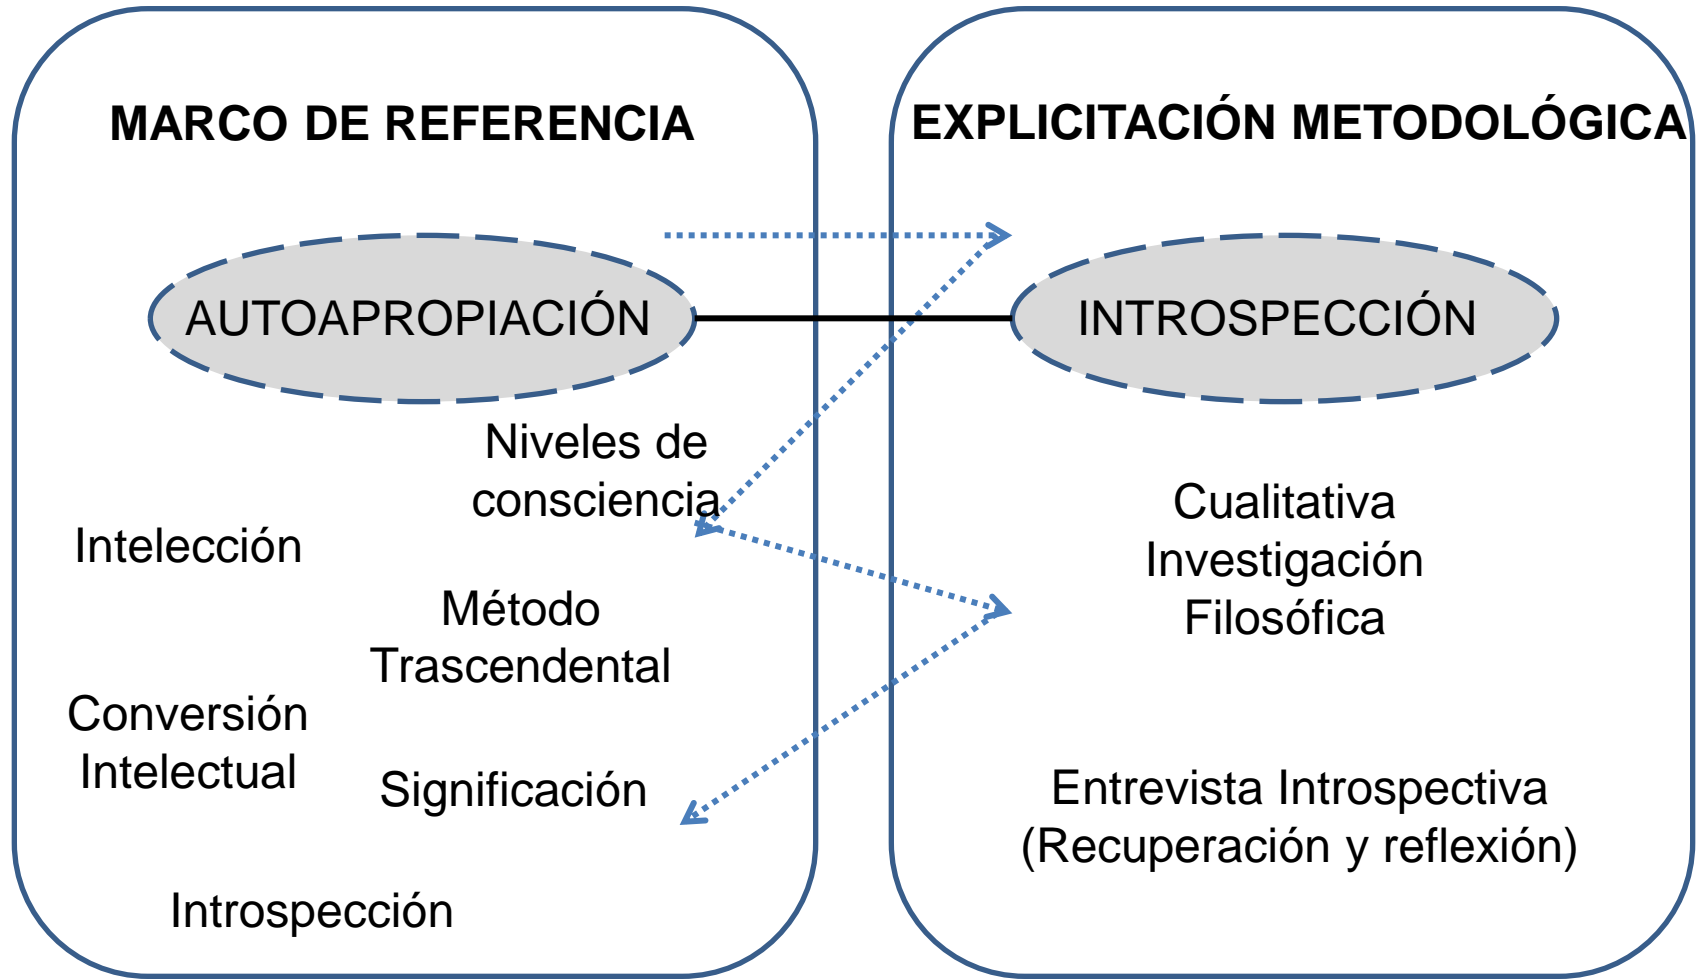 MARCO DE REFERENCIA
AUTOAPROPIACIÓN
Niveles de
consciencia
Intelección
Método
Trascendental
Conversión
Intelectual
Significación
Introspección
EXPLICITACIÓN METODOLÓGICA
INTROSPECCIÓN
Cualitativa
Investigación
Filosófica
Entrevista Introspectiva
(Recuperación y reflexión)